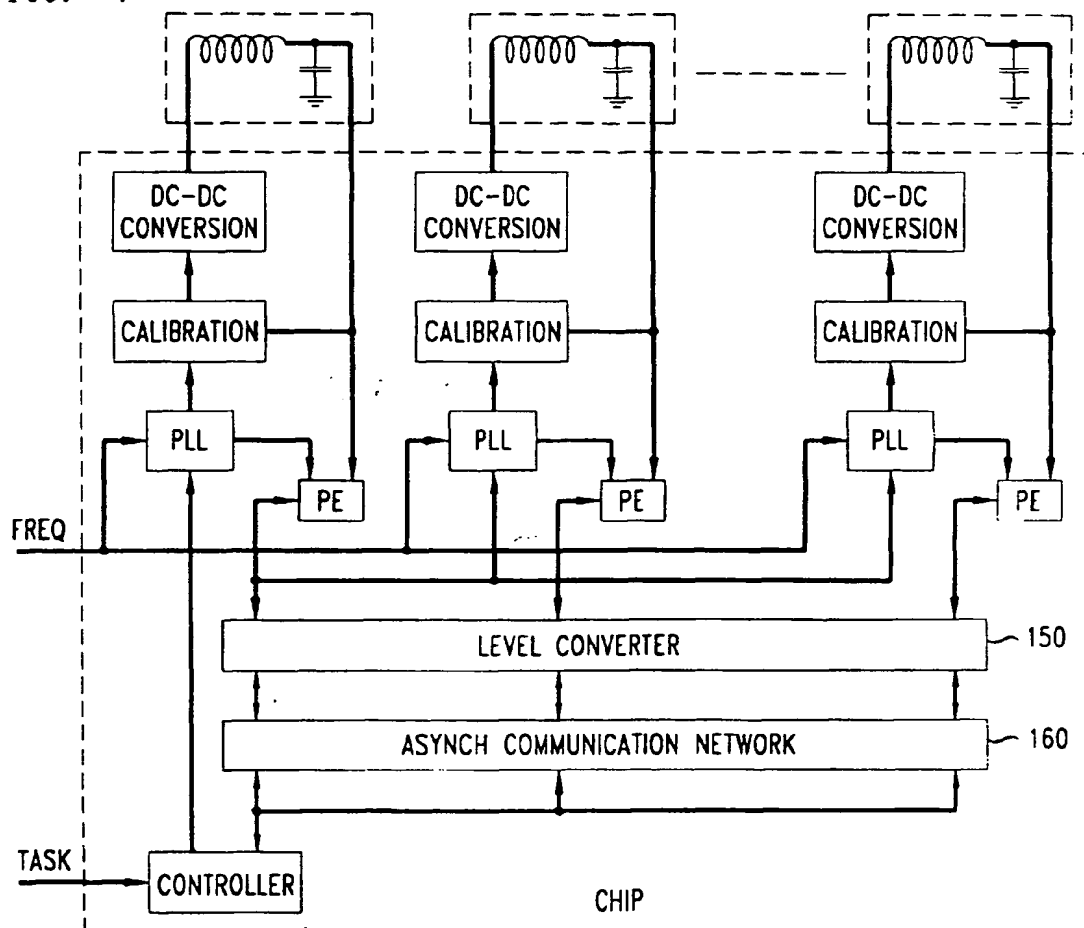 DC-DC
CONVERSION
DC-DC
CONVERSION
DC-DC
CONVERSION
CALIBRATION
CALIBRATION
CALIBRATION
PLL
PLL
PLL
PE
PE
PE
FREQ
LEVEL CONVERTER
150
ASYNCH COMMUNICATION NETWORK
160
TASK
CONTROLLER
CHIP